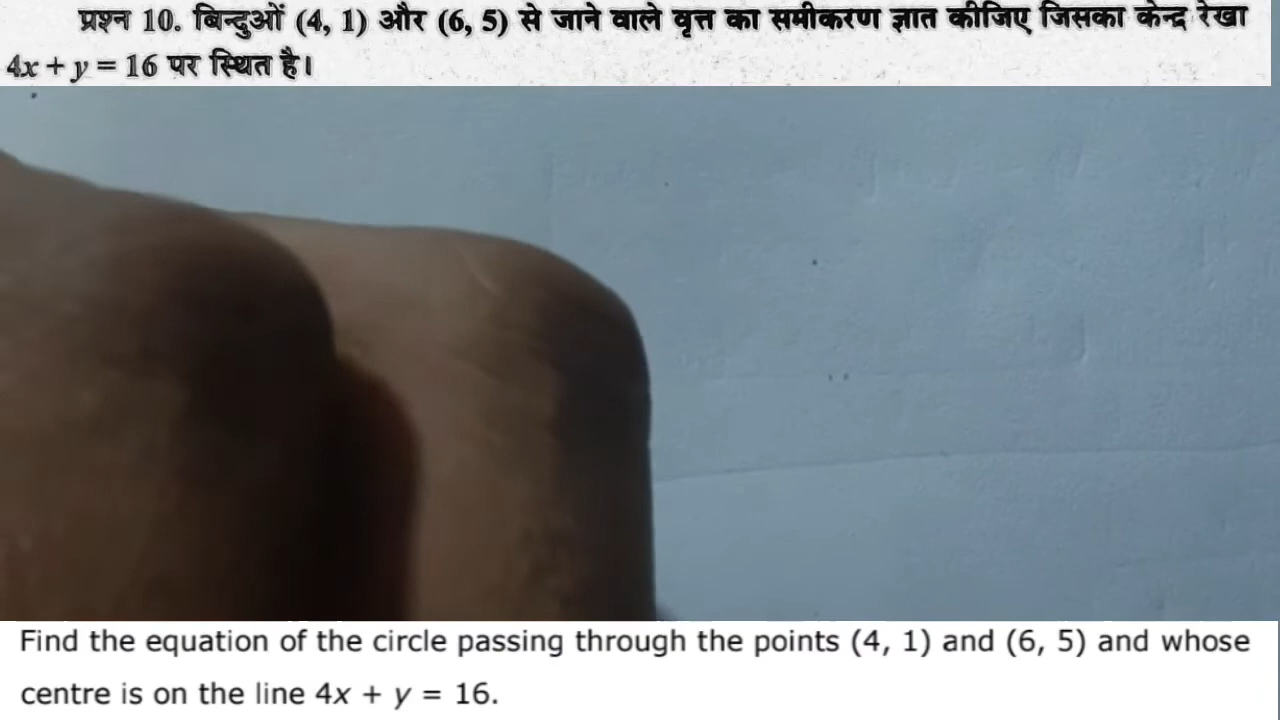 प्रश्न 10. बिन्दुओं (4, 1) और (6, 5) से जाने वाले वृत्त का समीकरण ज्ञात कीजिए जिसका केन्द्र रेखा
4x + y = 16 पर स्थित है।
Find the equation of the circle passing through the points (4, 1) and (6, 5) and whose
centre is on the line 4x + y = 16.